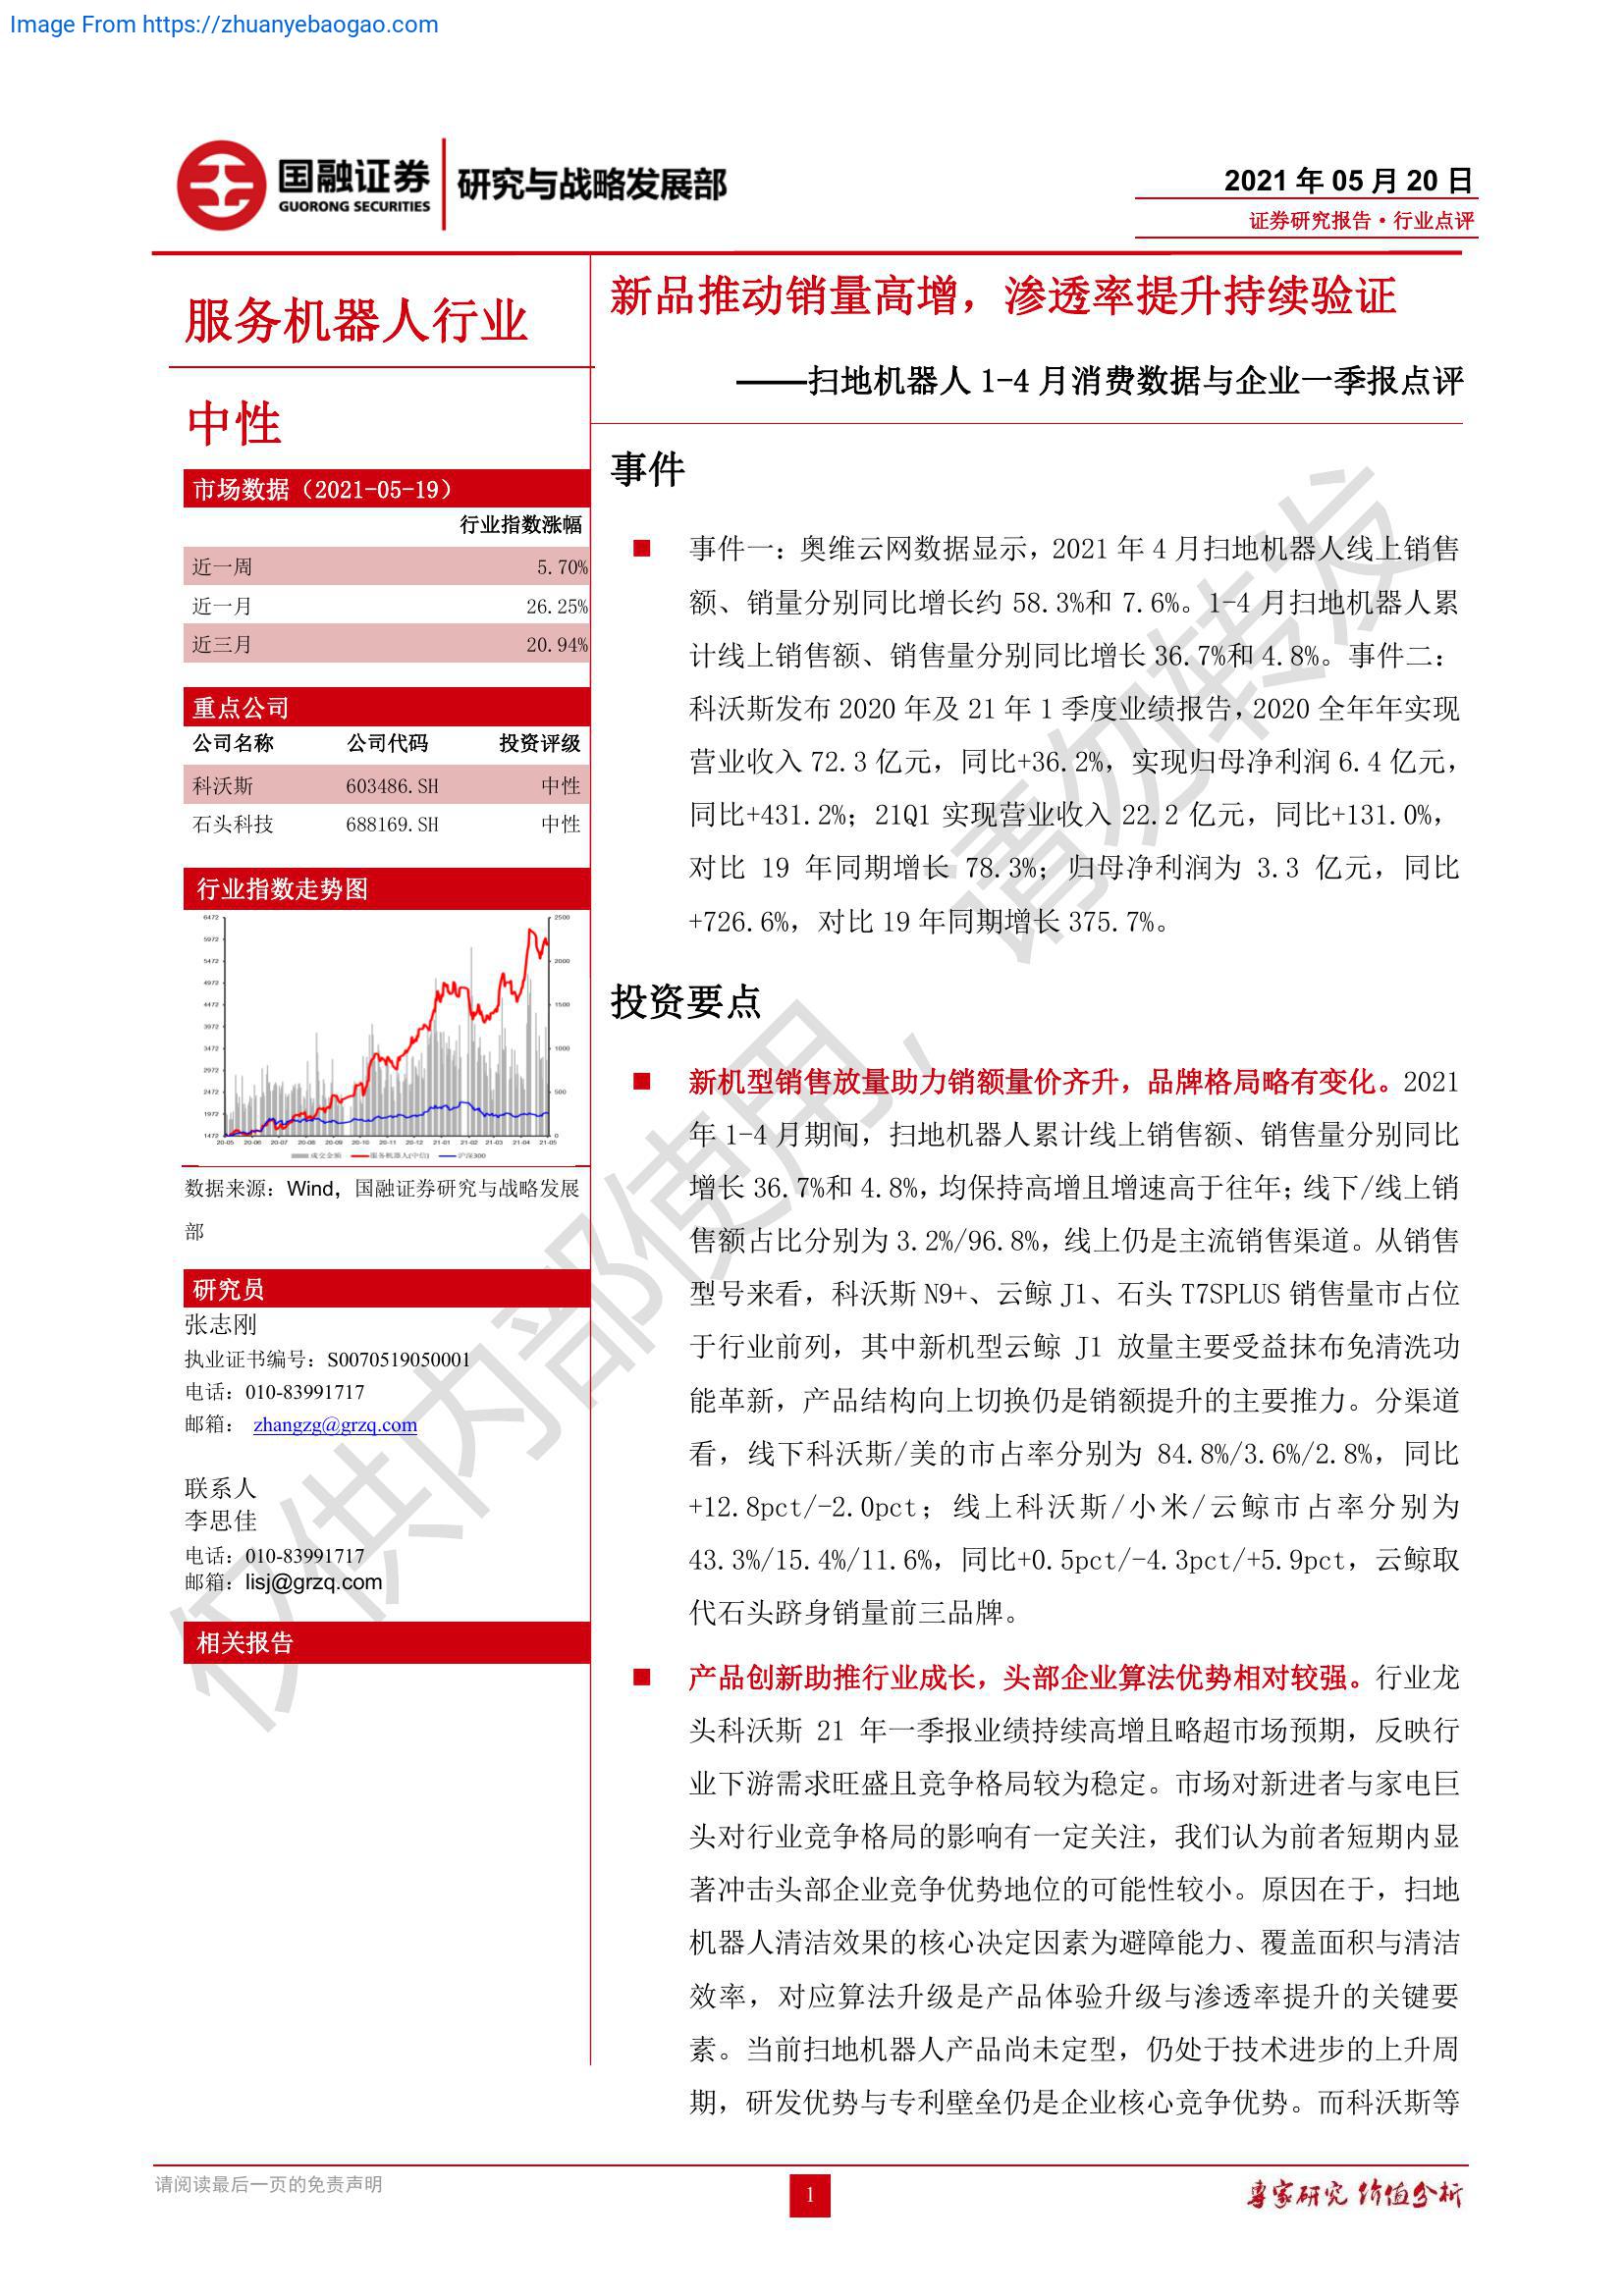 Image From https://zhuanyebaogao.com
国融证券
GUORONG SECURITIES
研究与战略发展部
2021 年 05 月 20 日
证券研究报告·行业点评
服务机器人行业
中性
市场数据（2021-05-19）
行业指数涨幅
近一周 5.70%
近一月 26.25%
近三月 20.94%
重点公司
公司名称 公司代码 投资评级
科沃斯 603486.SH 中性
石头科技 688169.SH 中性
行业指数走势图
6472 2500
5972
5472 2000
4972
4472 1500
3972
3472 1000
2972
2472 500
1972
1472 0
20-05 20-06 20-07 20-08 20-09 20-10 20-11 20-12 21-01 21-02 21-03 21-04 21-05
成交金额 服务机器人(中信) 沪深300
数据来源：Wind，国融证券研究与战略发展
部
研究员
张志刚
执业证书编号：S0070519050001
电话：010-83991717
邮箱： zhangzg@grzq.com
联系人
李思佳
电话：010-83991717
邮箱：lisj@grzq.com
相关报告
新品推动销量高增，渗透率提升持续验证
——扫地机器人 1-4 月消费数据与企业一季报点评
事件
事件一：奥维云网数据显示，2021 年 4 月扫地机器人线上销售
额、销量分别同比增长约 58.3%和 7.6%。1-4 月扫地机器人累
计线上销售额、销售量分别同比增长 36.7%和 4.8%。事件二：
科沃斯发布 2020 年及 21 年 1 季度业绩报告，2020 全年年实现
营业收入 72.3 亿元，同比+36.2%，实现归母净利润 6.4 亿元，
同比+431.2%；21Q1 实现营业收入 22.2 亿元，同比+131.0%，
对比 19 年同期增长 78.3%；归母净利润为 3.3 亿元，同比
+726.6%，对比 19 年同期增长 375.7%。
投资要点
新机型销售放量助力销额量价齐升，品牌格局略有变化。2021
年 1-4 月期间，扫地机器人累计线上销售额、销售量分别同比
增长 36.7%和 4.8%，均保持高增且增速高于往年；线下/线上销
售额占比分别为 3.2%/96.8%，线上仍是主流销售渠道。从销售
型号来看，科沃斯 N9+、云鲸 J1、石头 T7SPLUS 销售量市占位
于行业前列，其中新机型云鲸 J1 放量主要受益抹布免清洗功
能革新，产品结构向上切换仍是销额提升的主要推力。分渠道
看，线下科沃斯/美的市占率分别为 84.8%/3.6%/2.8%，同比
+12.8pct/-2.0pct；线上科沃斯/小米/云鲸市占率分别为
43.3%/15.4%/11.6%，同比+0.5pct/-4.3pct/+5.9pct，云鲸取
代石头跻身销量前三品牌。
产品创新助推行业成长，头部企业算法优势相对较强。行业龙
头科沃斯 21 年一季报业绩持续高增且略超市场预期，反映行
业下游需求旺盛且竞争格局较为稳定。市场对新进者与家电巨
头对行业竞争格局的影响有一定关注，我们认为前者短期内显
著冲击头部企业竞争优势地位的可能性较小。原因在于，扫地
机器人清洁效果的核心决定因素为避障能力、覆盖面积与清洁
效率，对应算法升级是产品体验升级与渗透率提升的关键要
素。当前扫地机器人产品尚未定型，仍处于技术进步的上升周
期，研发优势与专利壁垒仍是企业核心竞争优势。而科沃斯等
仅供内部使用，请勿转发
请阅读最后一页的免责声明
1
专家研究 价值分析